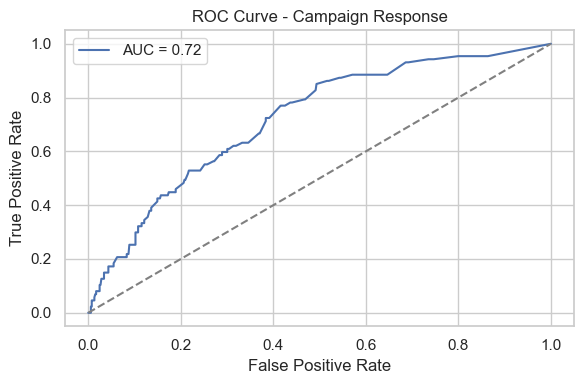 ROC Curve - Campaign Response
AUC = 0.72
True Positive Rate
1.0
0.8
0.6
0.4
0.2
0.0
0.0 0.2 0.4 0.6 0.8 1.0
False Positive Rate